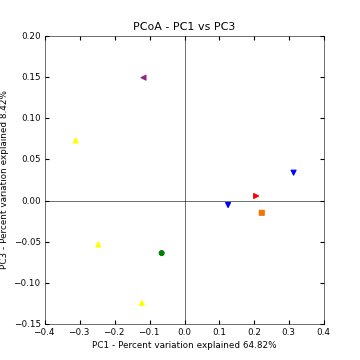 PCoA - PC1 vs PC3
0.20
0.15
0.10
0.05
0.00
−0.05
−0.10
−0.15
−0.4 −0.3 −0.2 −0.1 0.0 0.1 0.2 0.3 0.4
PC1 - Percent variation explained 64.82%
PC3 - Percent variation explained 8.42%